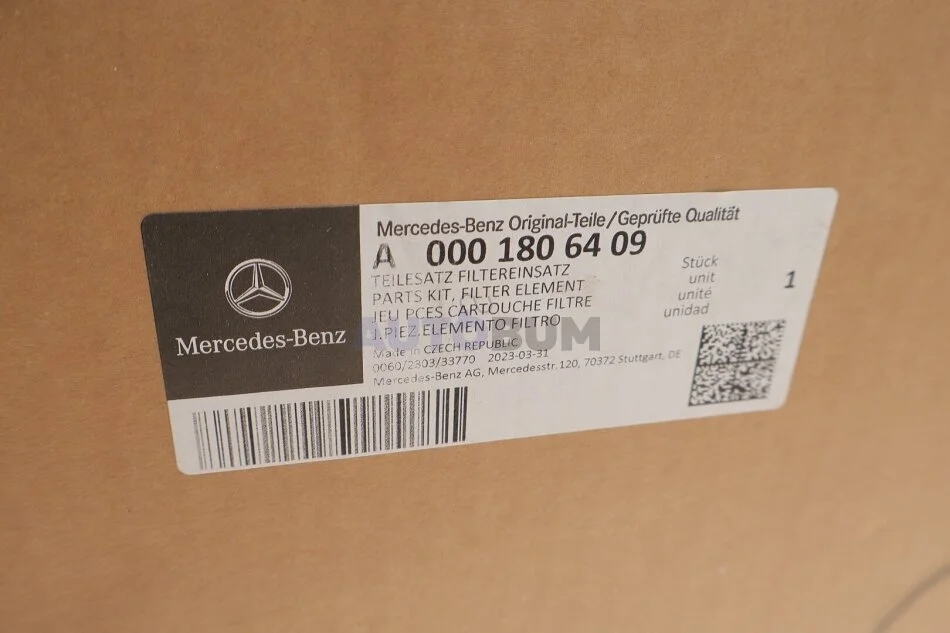 Mercedes-Benz
Mercedes-Benz Original-Teile/Geprüfte Qualität
A 000 180 64 09
TEILESATZ FILTEREINSATZ
PARTS KIT, FILTER ELEMENT
JEU PCES CARTOUCHE FILTRE
J.PIEZ.ELEMENTO FILTRO
Stück
unit
unité
unidad
1
AUTOBUM
Made in CZECH REPUBLIC
0060/2803/33770 2023-03-31
Mercedes-Benz AG, Mercedesstr.120, 70372 Stuttgart, DE